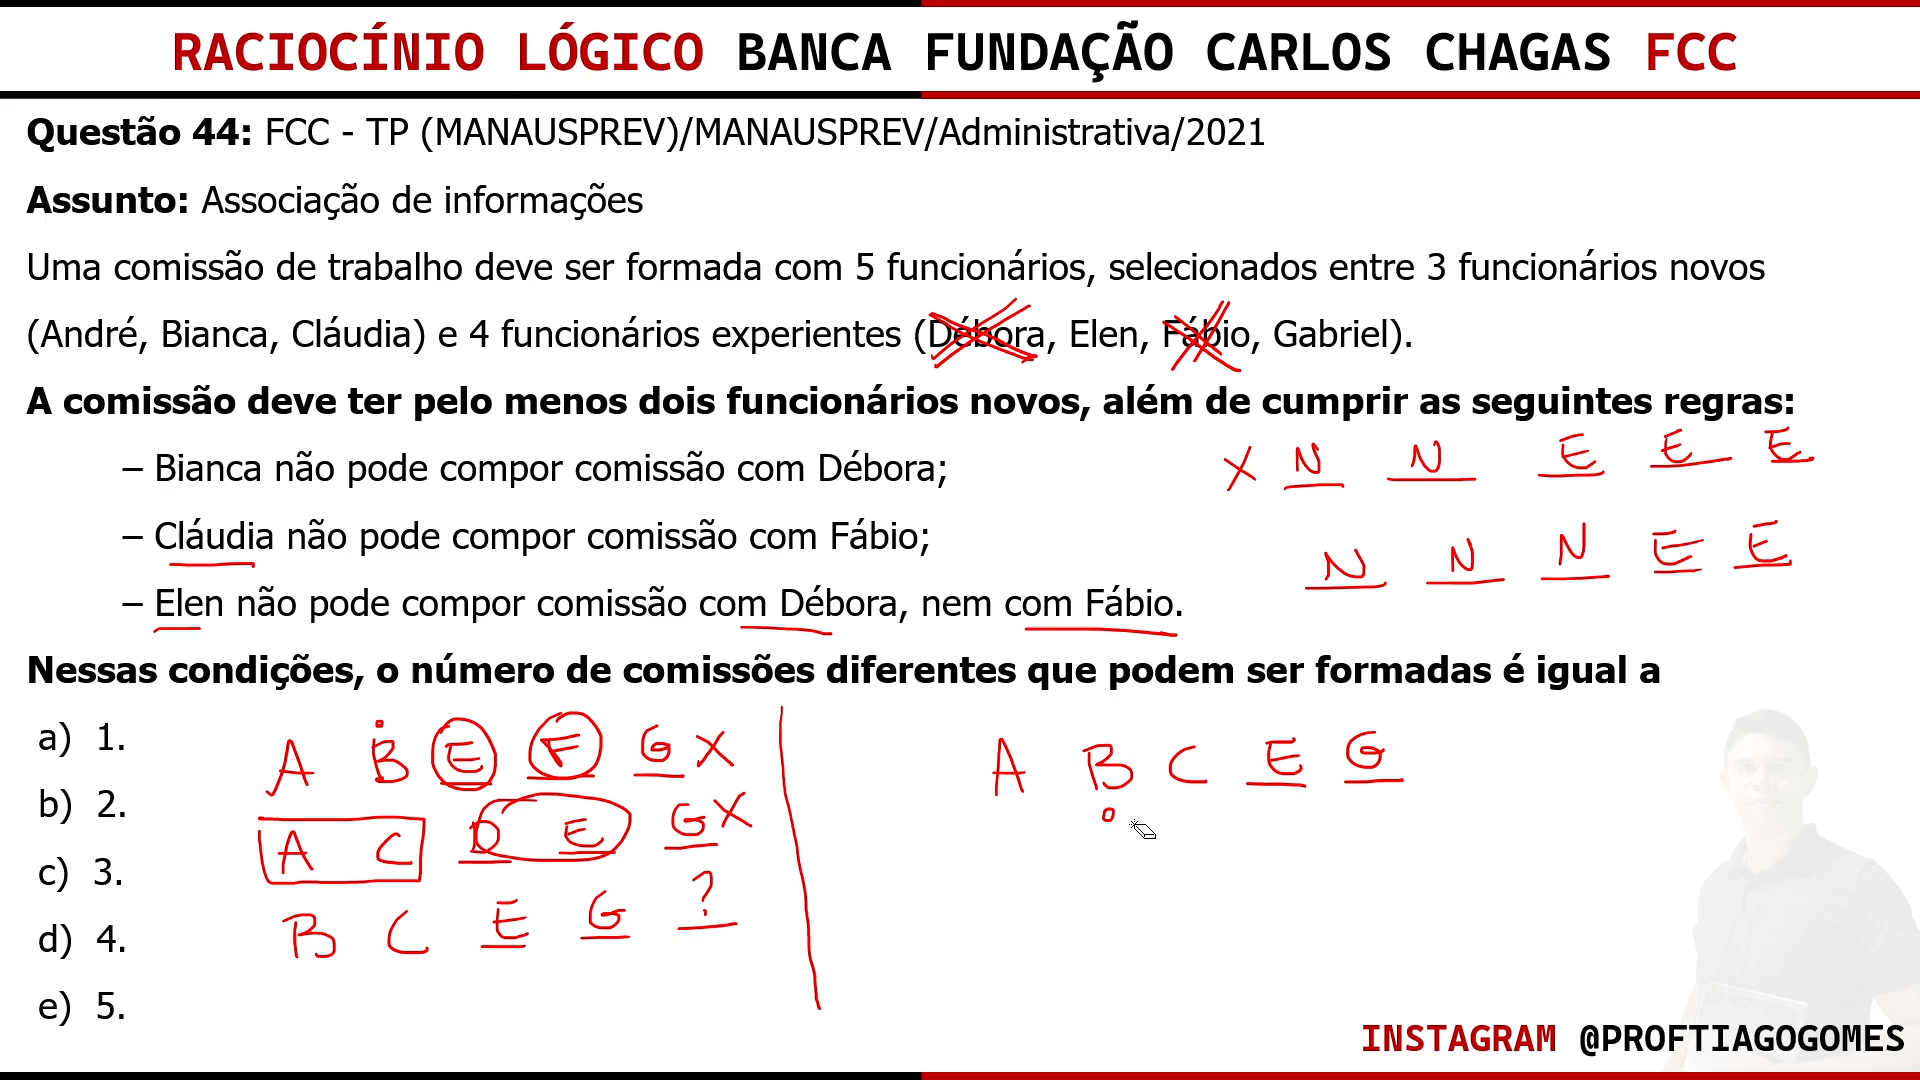 RACIOCÍNIO LÓGICO BANCA FUNDAÇÃO CARLOS CHAGAS FCC
Questão 44: FCC - TP (MANAUSPREV)/MANAUSPREV/Administrativa/2021
Assunto: Associação de informações
Uma comissão de trabalho deve ser formada com 5 funcionários, selecionados entre 3 funcionários novos
(André, Bianca, Cláudia) e 4 funcionários experientes (Débora, Elen, Fábio, Gabriel).
A comissão deve ter pelo menos dois funcionários novos, além de cumprir as seguintes regras:
– Bianca não pode compor comissão com Débora;
X N N E E E
– Cláudia não pode compor comissão com Fábio;
N N N E E
– Elen não pode compor comissão com Débora, nem com Fábio.
Nessas condições, o número de comissões diferentes que podem ser formadas é igual a
a) 1.
A B E F G X
A B C E G
b) 2.
A C D E G X
c) 3.
B C E G ?
d) 4.
e) 5.
INSTAGRAM @PROFTIAGOGOMES